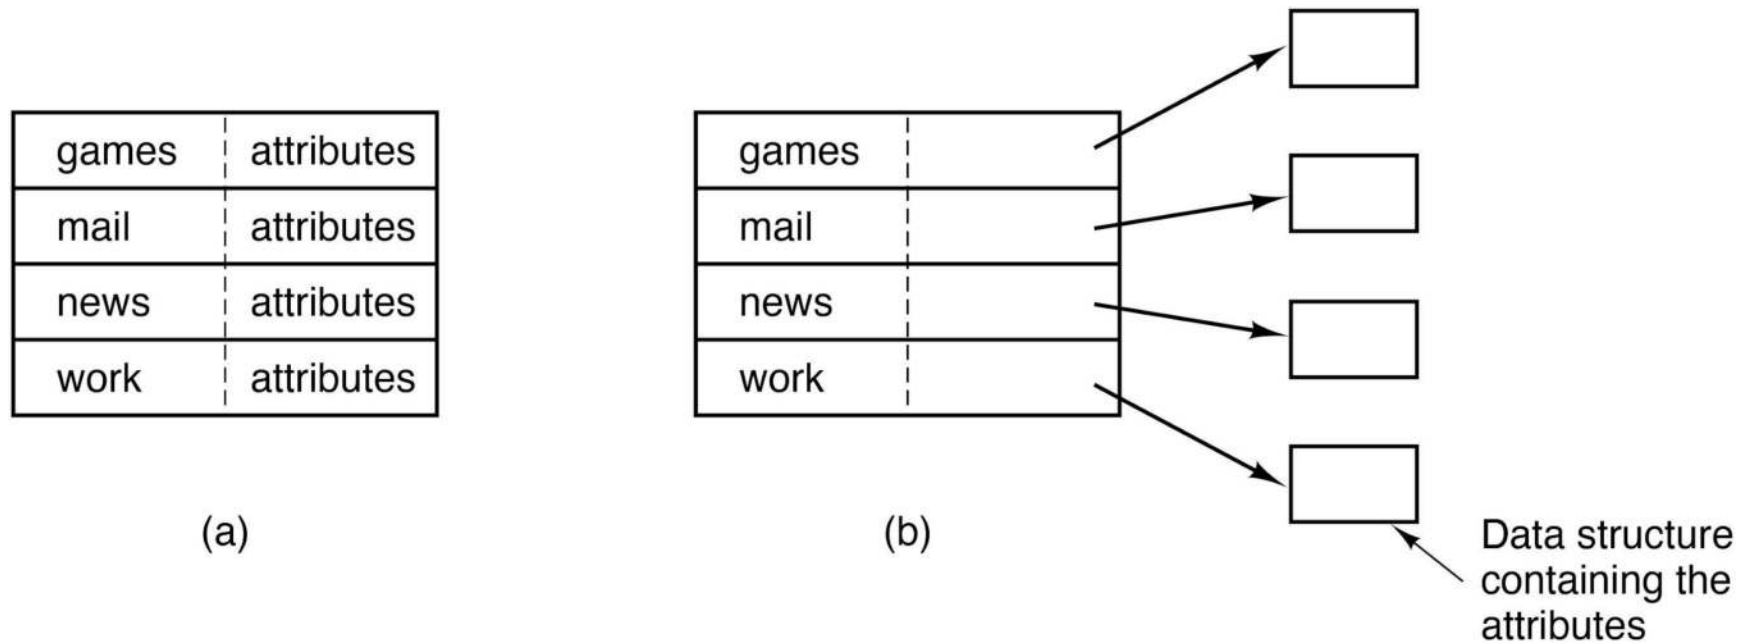 games attributes
mail attributes
news attributes
work attributes
(a)
games
mail
news
work
(b)
Data structure
containing the
attributes